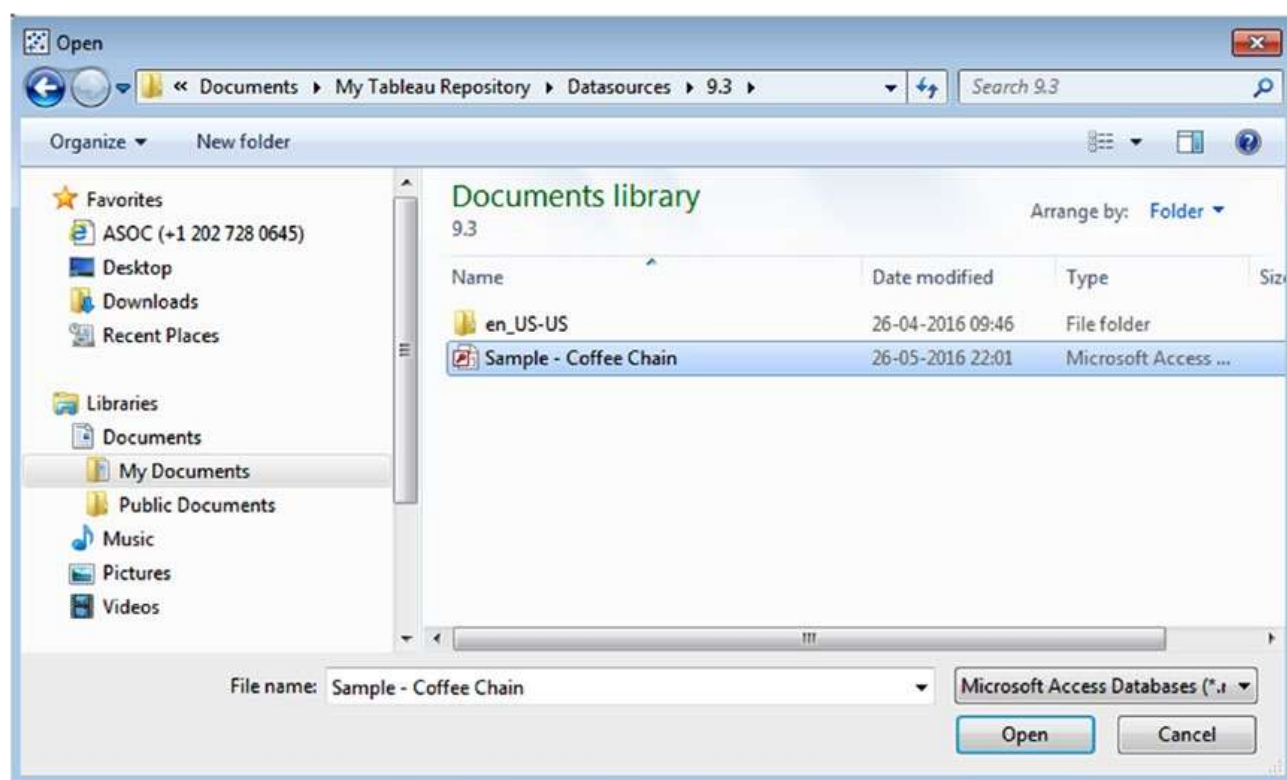 Open
« Documents ▸ My Tableau Repository ▸ Datasources ▸ 9.3 ▸ Search 9.3
Organize ▾ New folder
Favorites
ASOC (+1 202 728 0645)
Desktop
Downloads
Recent Places
Libraries
Documents
My Documents
Public Documents
Music
Pictures
Videos
Documents library
9.3
Arrange by: Folder ▾
Name Date modified Type Siz
en_US-US 26-04-2016 09:46 File folder
Sample - Coffee Chain 26-05-2016 22:01 Microsoft Access ...
File name: Sample - Coffee Chain Microsoft Access Databases (*.r
Open Cancel